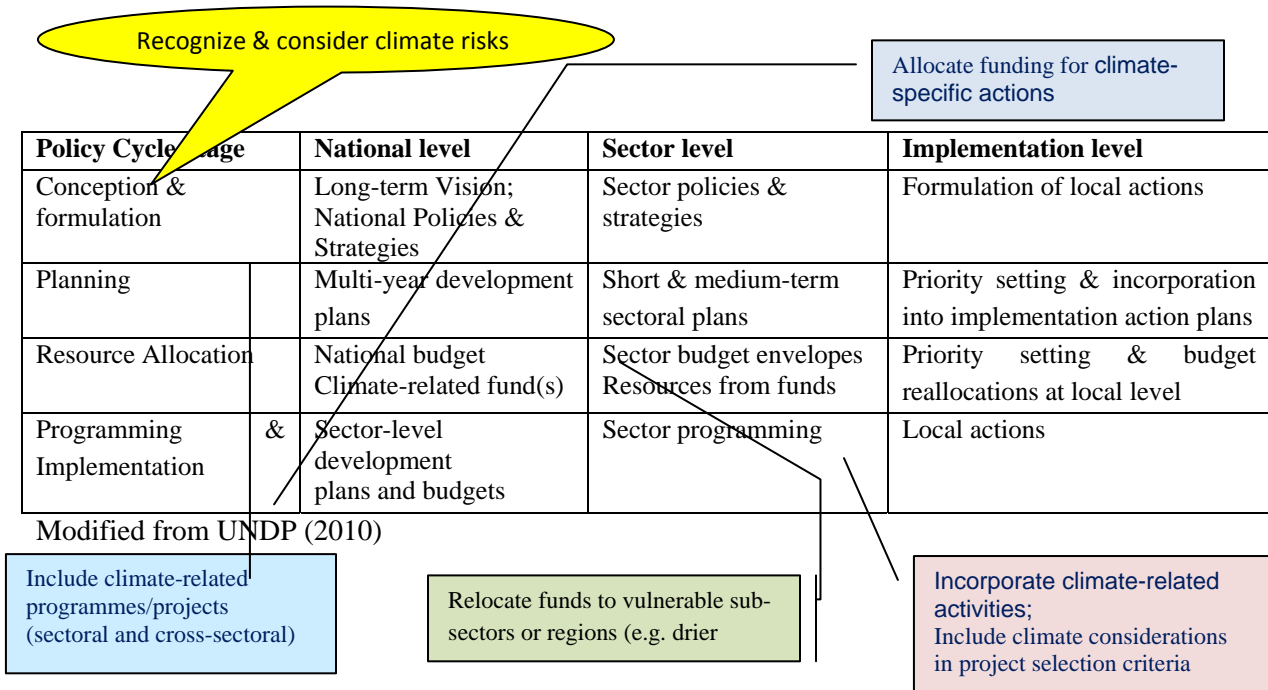 Recognize & consider climate risks
Allocate funding for climate-
specific actions
Policy Cycle age
National level
Sector level
Implementation level
Conception &
formulation
Long-term Vision;
National Policies &
Strategies
Sector policies &
strategies
Formulation of local actions
Planning
Multi-year development
plans
Short & medium-term
sectoral plans
Priority setting & incorporation
into implementation action plans
Resource Allocation
National budget
Climate-related fund(s)
Sector budget envelopes
Resources from funds
Priority setting & budget
reallocations at local level
Programming &
Implementation
Sector-level
development
plans and budgets
Sector programming
Local actions
Modified from UNDP (2010)
Include climate-related
programmes/projects
(sectoral and cross-sectoral)
Relocate funds to vulnerable sub-
sectors or regions (e.g. drier
Incorporate climate-related
activities;
Include climate considerations
in project selection criteria